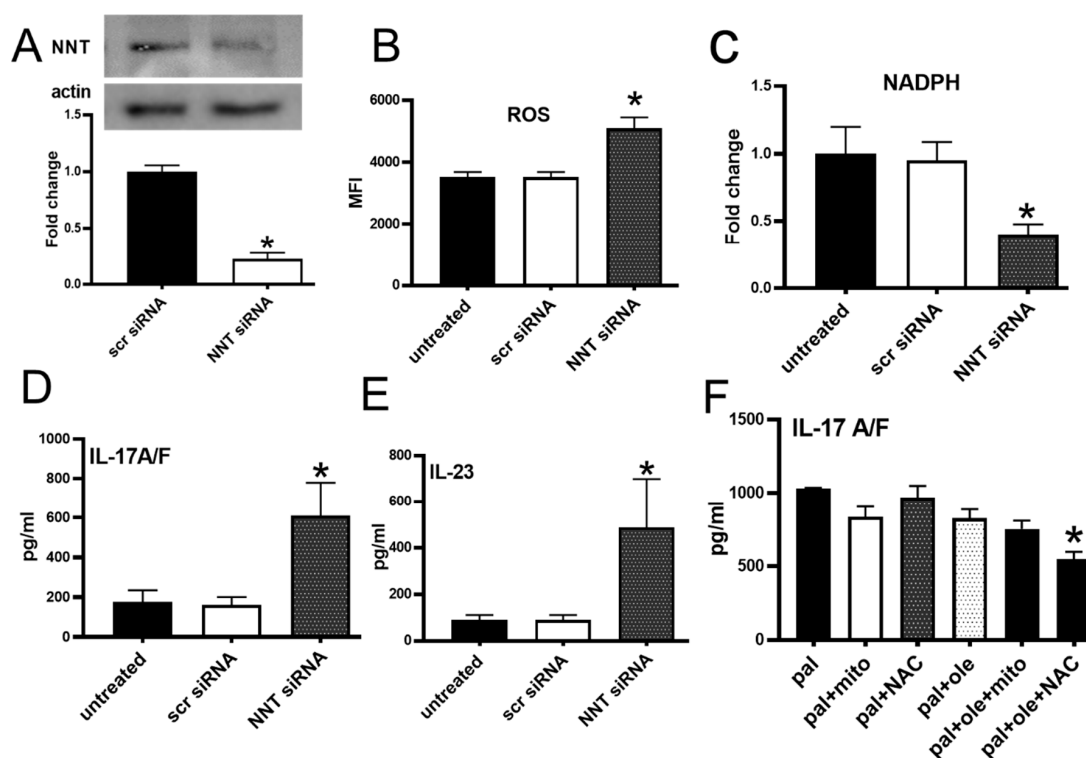 A
NNT
actin
1.5
1.0
0.5
0.0
Fold change
*
scr siRNA
NNT siRNA
B
ROS
6000
4000
2000
0
MFI
*
untreated
scr siRNA
NNT siRNA
C
NADPH
1.5
1.0
0.5
0.0
Fold change
*
untreated
scr siRNA
NNT siRNA
D
IL-17A/F
1000
800
600
400
200
0
pg/ml
*
untreated
scr siRNA
NNT siRNA
E
IL-23
800
600
400
200
0
pg/ml
*
untreated
scr siRNA
NNT siRNA
F
IL-17 A/F
1500
1000
500
0
pg/ml
*
pal
pal+mito
pal+NAC
pal+ole
pal+ole+mito
pal+ole+NAC